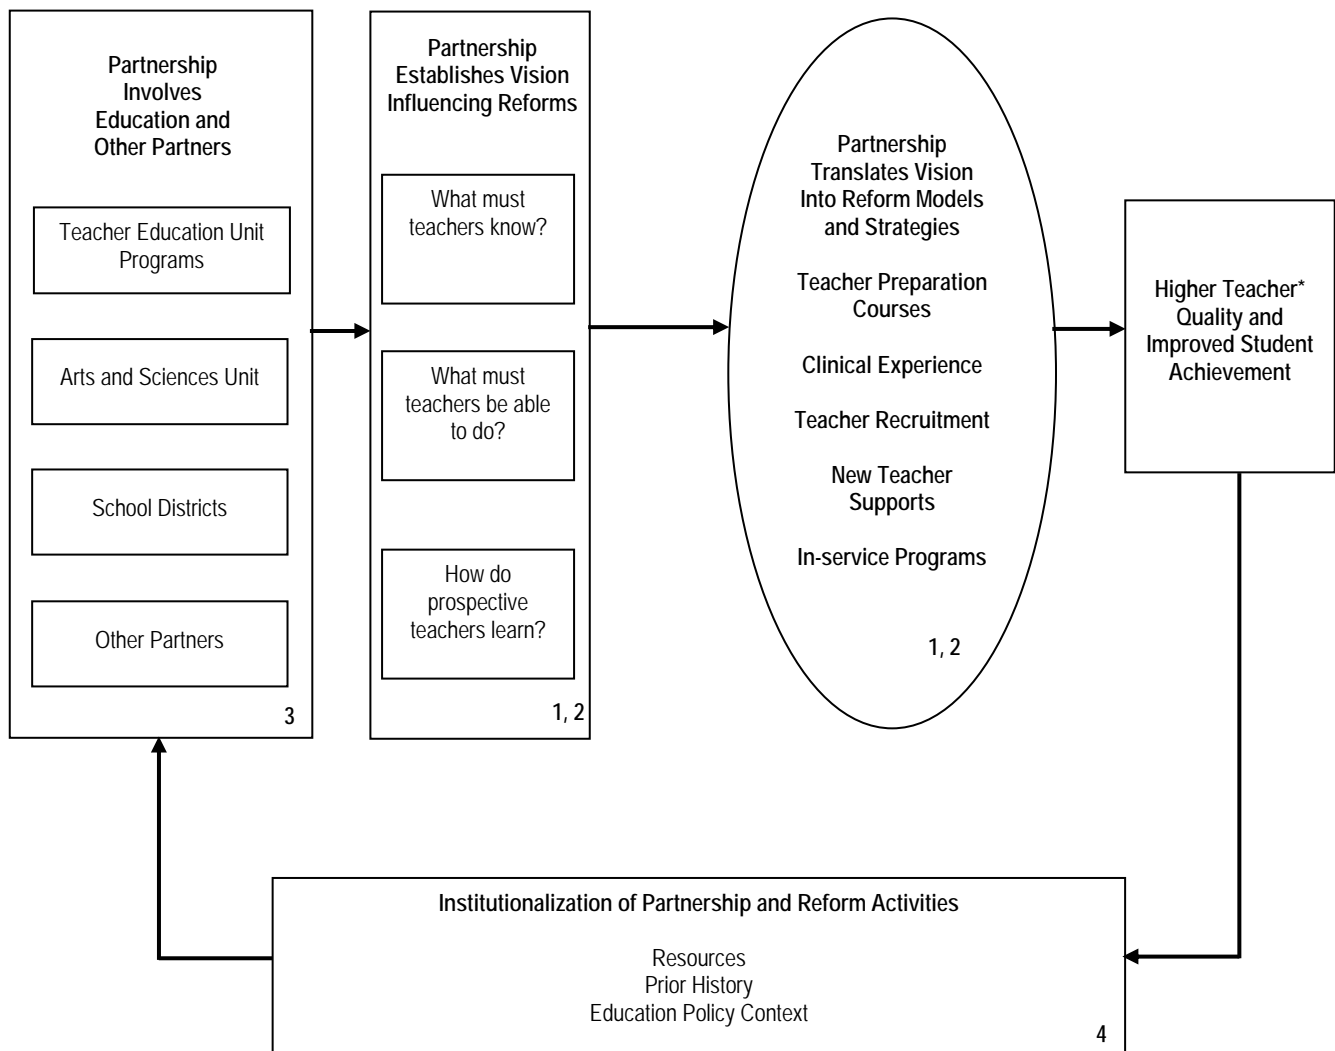 Partnership
Involves
Education and
Other Partners
Teacher Education Unit
Programs
Arts and Sciences Unit
School Districts
Other Partners
3
Partnership
Establishes Vision
Influencing Reforms
What must
teachers know?
What must
teachers be able
to do?
How do
prospective
teachers learn?
1, 2
Partnership
Translates Vision
Into Reform Models
and Strategies
Teacher Preparation
Courses
Clinical Experience
Teacher Recruitment
New Teacher
Supports
In-service Programs
1, 2
Higher Teacher*
Quality and
Improved Student
Achievement
Institutionalization of Partnership and Reform Activities
Resources
Prior History
Education Policy Context
4